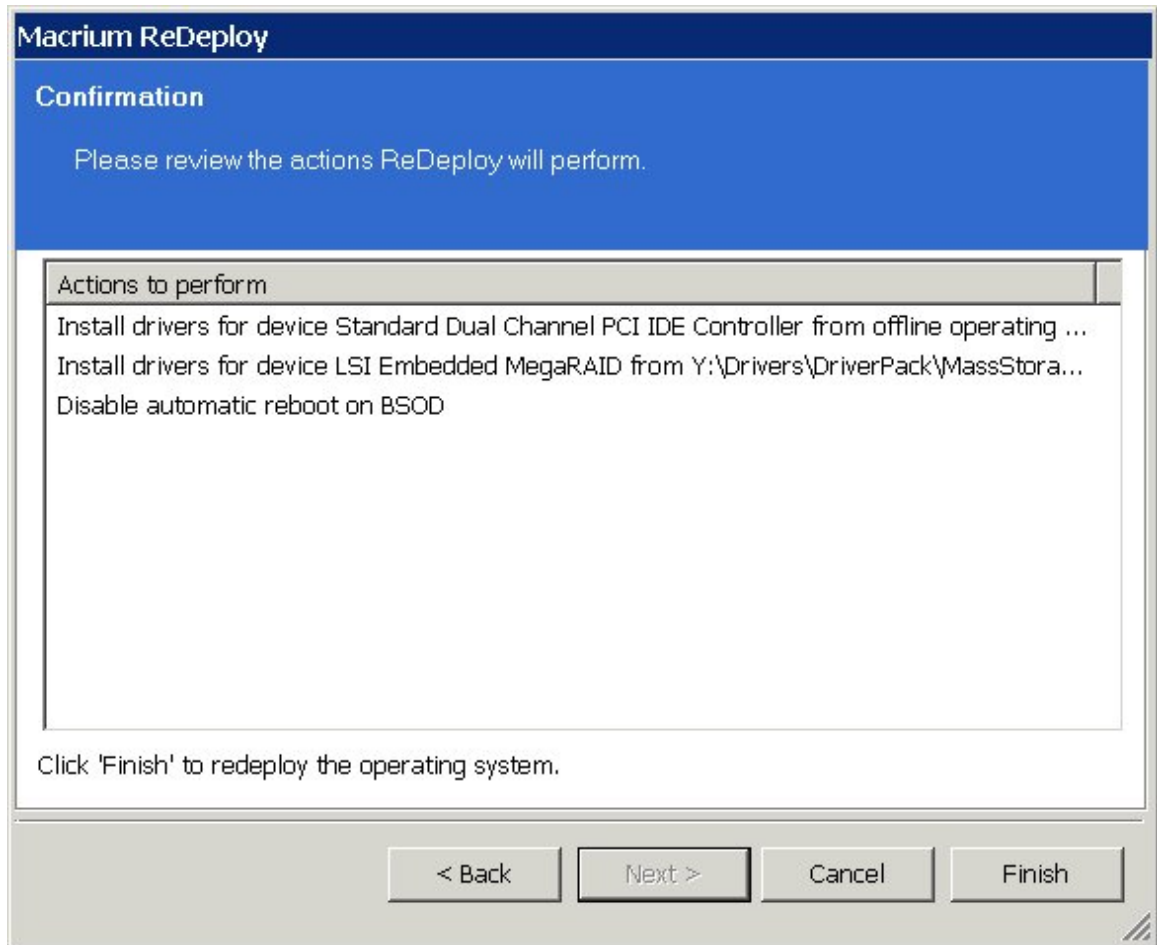 Macrium ReDeploy
Confirmation
Please review the actions ReDeploy will perform.
Actions to perform
Install drivers for device Standard Dual Channel PCI IDE Controller from offline operating ...
Install drivers for device LSI Embedded MegaRAID from Y:\Drivers\DriverPack\MassStora...
Disable automatic reboot on BSOD
Click 'Finish' to redeploy the operating system.
< Back Next > Cancel Finish